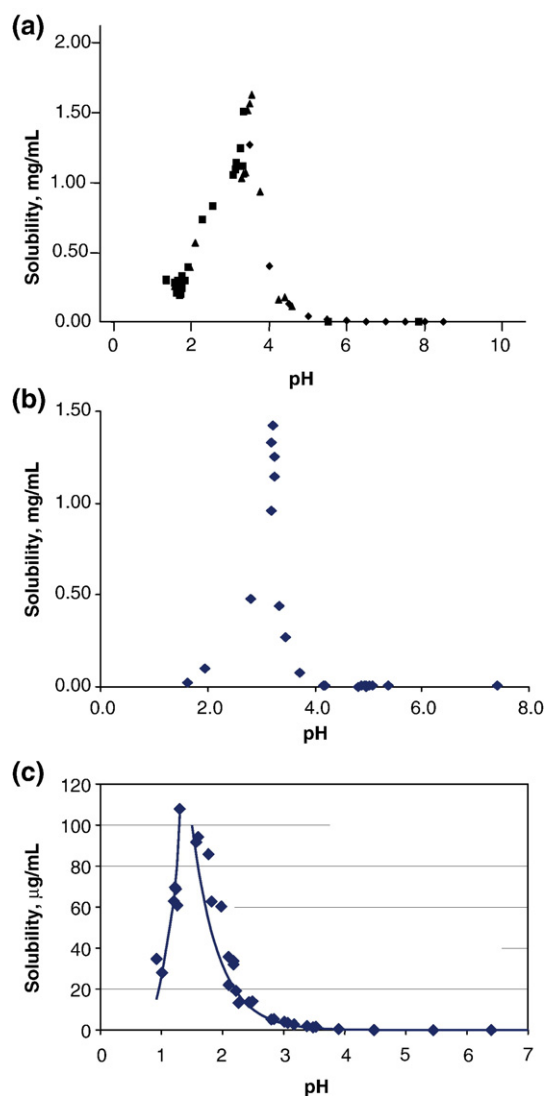 (a)
Solubility, mg/mL
2.00
1.50
1.00
0.50
0.00
0 2 4 6 8 10
pH
(b)
Solubility, mg/mL
1.50
1.00
0.50
0.00
0.0 2.0 4.0 6.0 8.0
pH
(c)
Solubility, μg/mL
120
100
80
60
40
20
0
0 1 2 3 4 5 6 7
pH